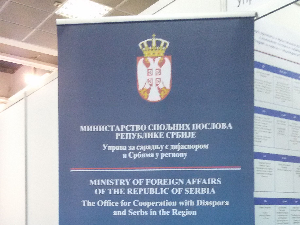 МИНИСТАРСТВО СПОЉНИХ ПОСЛОВА
РЕПУБЛИКЕ СРБИЈЕ
Управа за сарадњу с дијаспором
и Србима у региону
MINISTRY OF FOREIGN AFFAIRS
OF THE REPUBLIC OF SERBIA
The Office for Cooperation with Diaspora
and Serbs in the Region